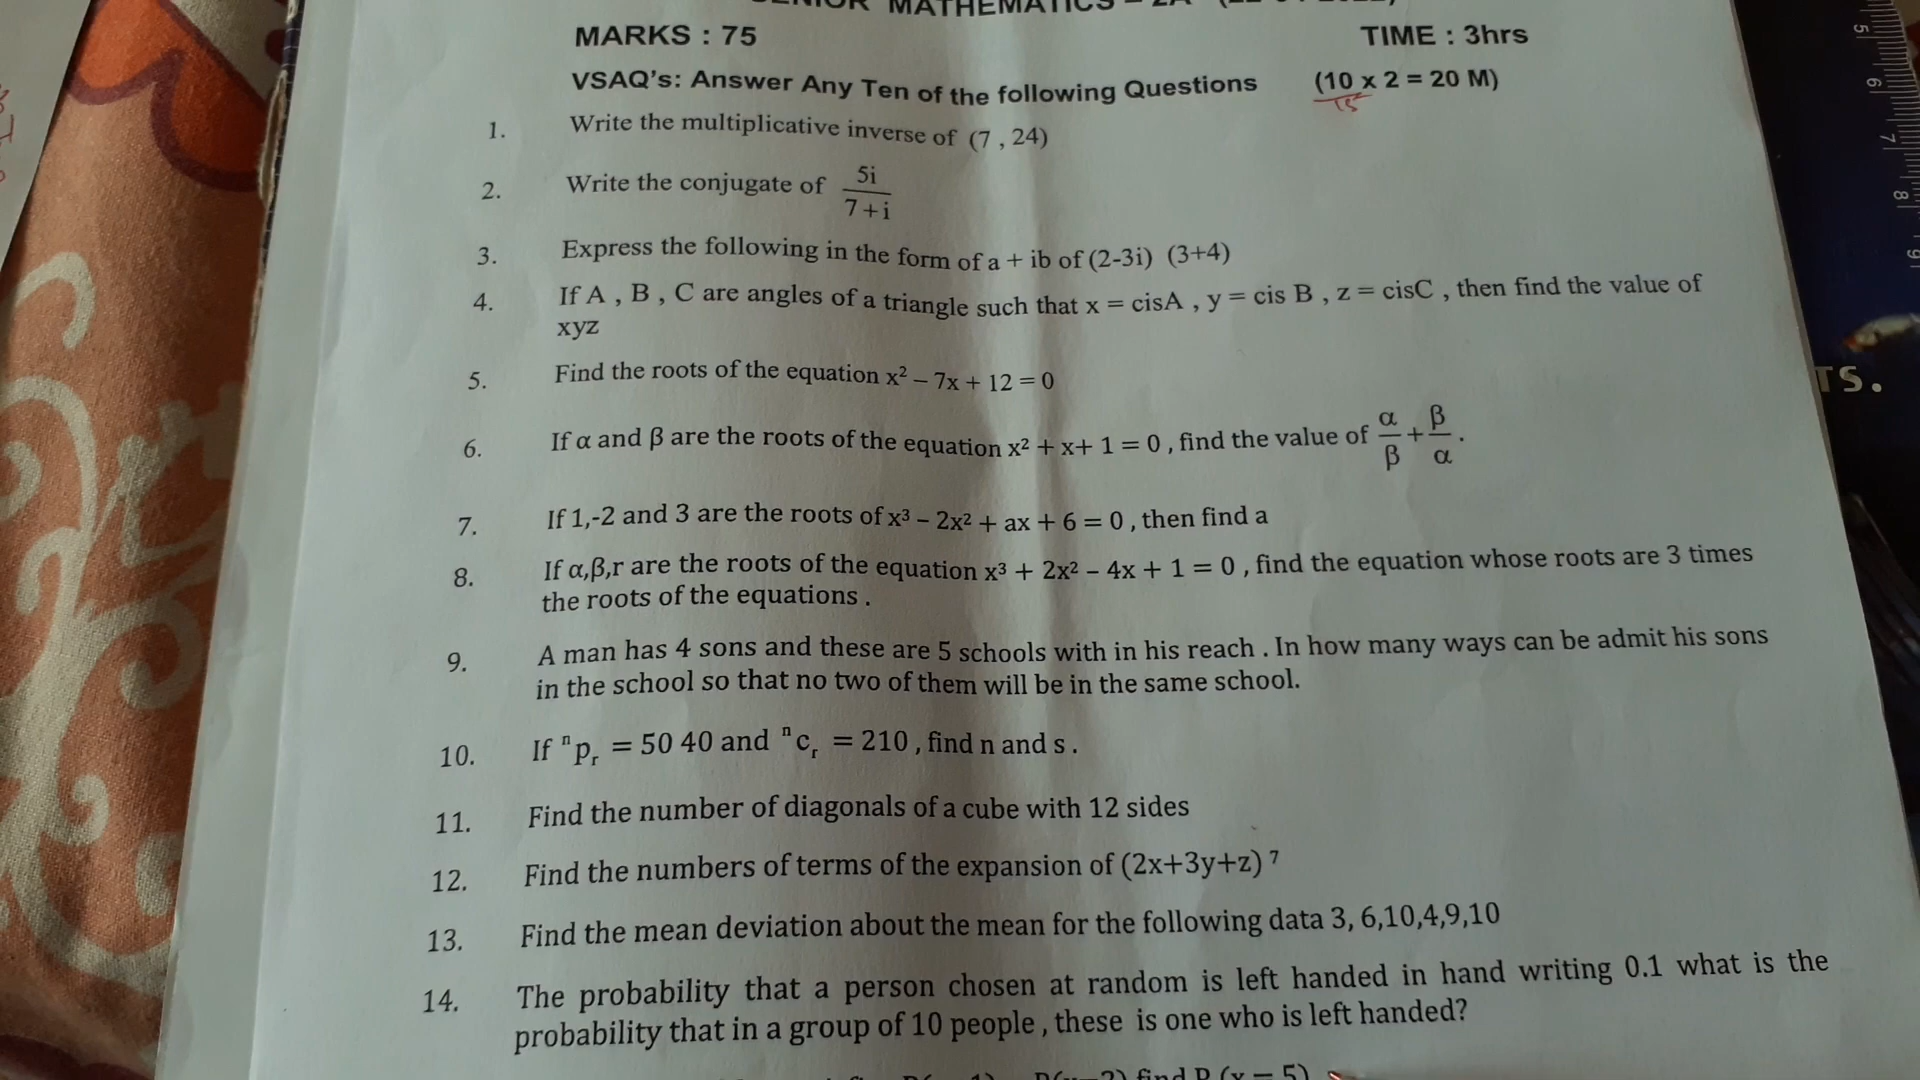 MATHEMATICS – 2A
MARKS : 75 TIME : 3hrs
VSAQ's: Answer Any Ten of the following Questions (10 x 2 = 20 M)
15
1. Write the multiplicative inverse of (7 , 24)
2. Write the conjugate of 5i / 7+i
3. Express the following in the form of a + ib of (2-3i) (3+4)
4. If A , B , C are angles of a triangle such that x = cisA , y = cis B , z = cisC , then find the value of
xyz
5. Find the roots of the equation x² – 7x + 12 = 0
6. If α and β are the roots of the equation x² + x+ 1 = 0 , find the value of α/β + β/α .
7. If 1,-2 and 3 are the roots of x³ – 2x² + ax + 6 = 0 , then find a
8. If α,β,r are the roots of the equation x³ + 2x² – 4x + 1 = 0 , find the equation whose roots are 3 times
the roots of the equations .
9. A man has 4 sons and these are 5 schools with in his reach . In how many ways can be admit his sons
in the school so that no two of them will be in the same school.
10. If ⁿpᵣ = 50 40 and ⁿcᵣ = 210 , find n and s .
11. Find the number of diagonals of a cube with 12 sides
12. Find the numbers of terms of the expansion of (2x+3y+z) ⁷
13. Find the mean deviation about the mean for the following data 3, 6,10,4,9,10
14. The probability that a person chosen at random is left handed in hand writing 0.1 what is the
probability that in a group of 10 people , these is one who is left handed?
find P (x = 5)
TS.
5
6
7
8
9